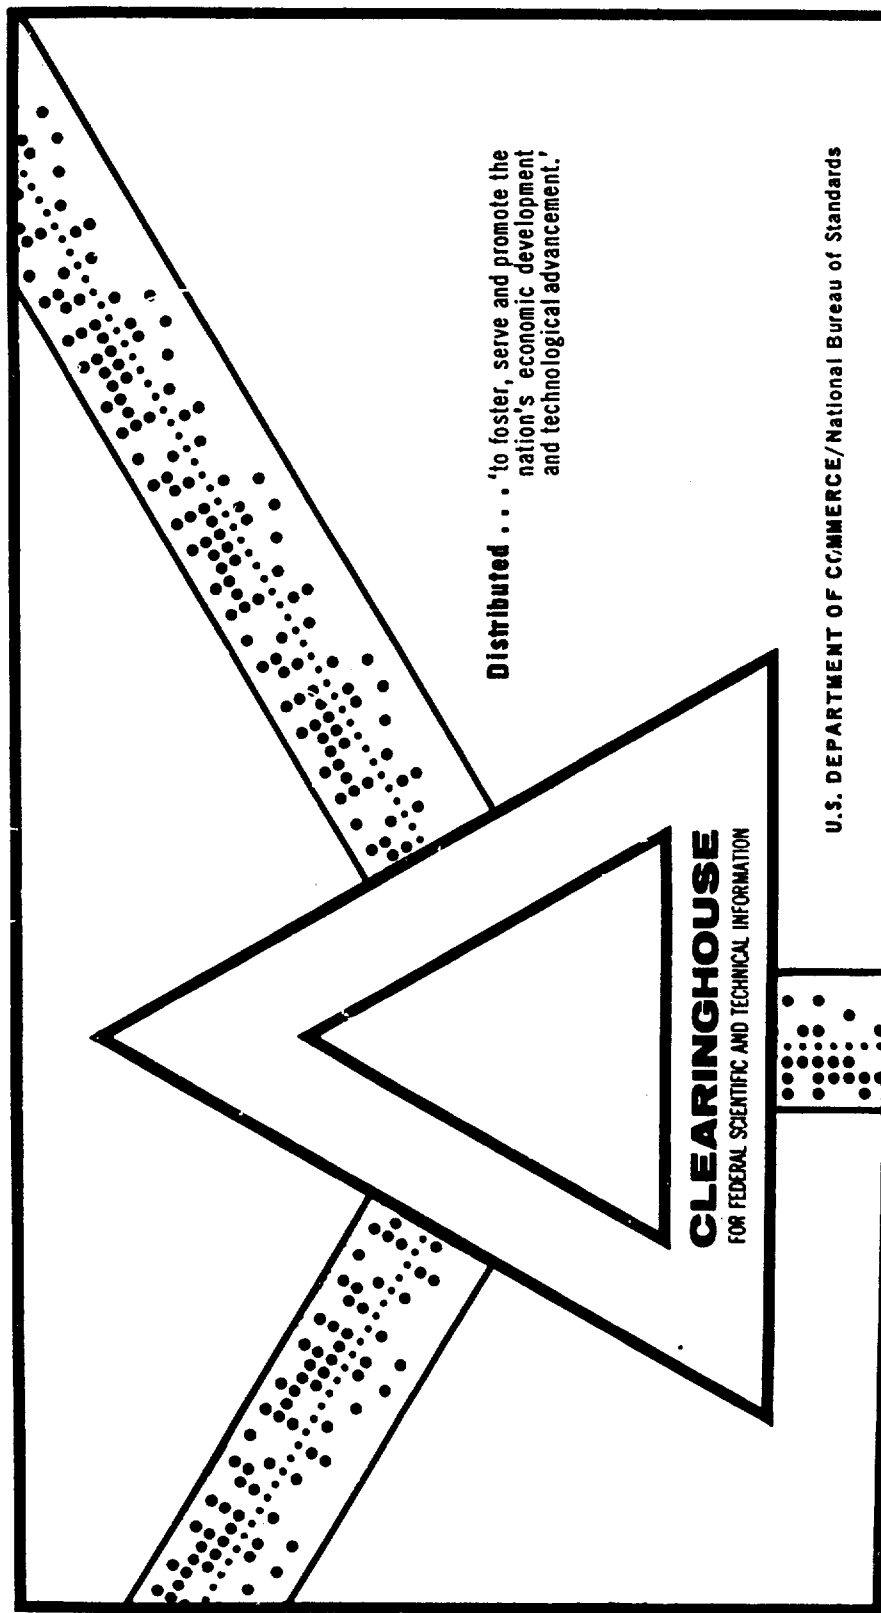 Distributed . . . 'to foster, serve and promote the
nation's economic development
and technological advancement.'
CLEARINGHOUSE
FOR FEDERAL SCIENTIFIC AND TECHNICAL INFORMATION
U.S. DEPARTMENT OF COMMERCE/National Bureau of Standards